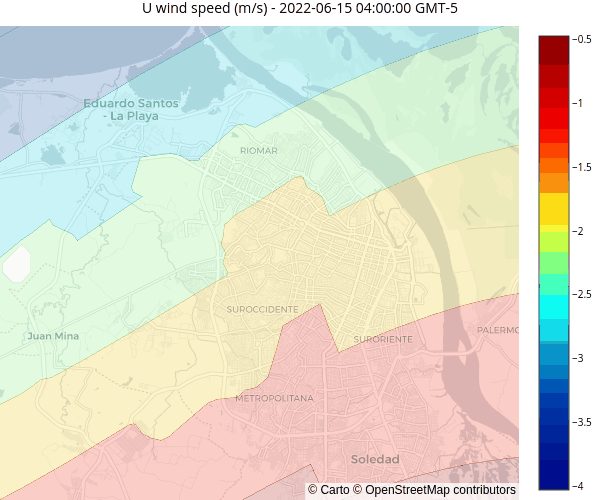 U wind speed (m/s) - 2022-06-15 04:00:00 GMT-5
−0.5
−1
−1.5
−2
−2.5
−3
−3.5
−4
Eduardo Santos
- La Playa
RIOMAR
SUROCCIDENTE
Juan Mina
SURORIENTE
PALERMO
METROPOLITANA
Soledad
© Carto © OpenStreetMap contributors